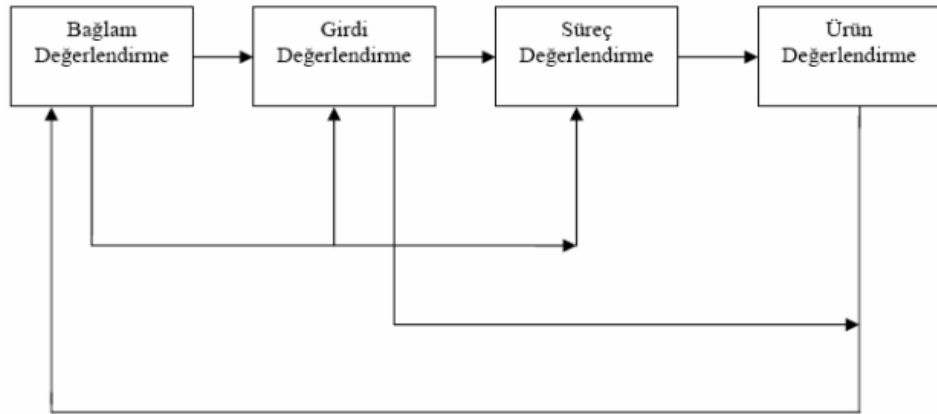 Bağlam
Değerlendirme
Girdi
Değerlendirme
Süreç
Değerlendirme
Ürün
Değerlendirme